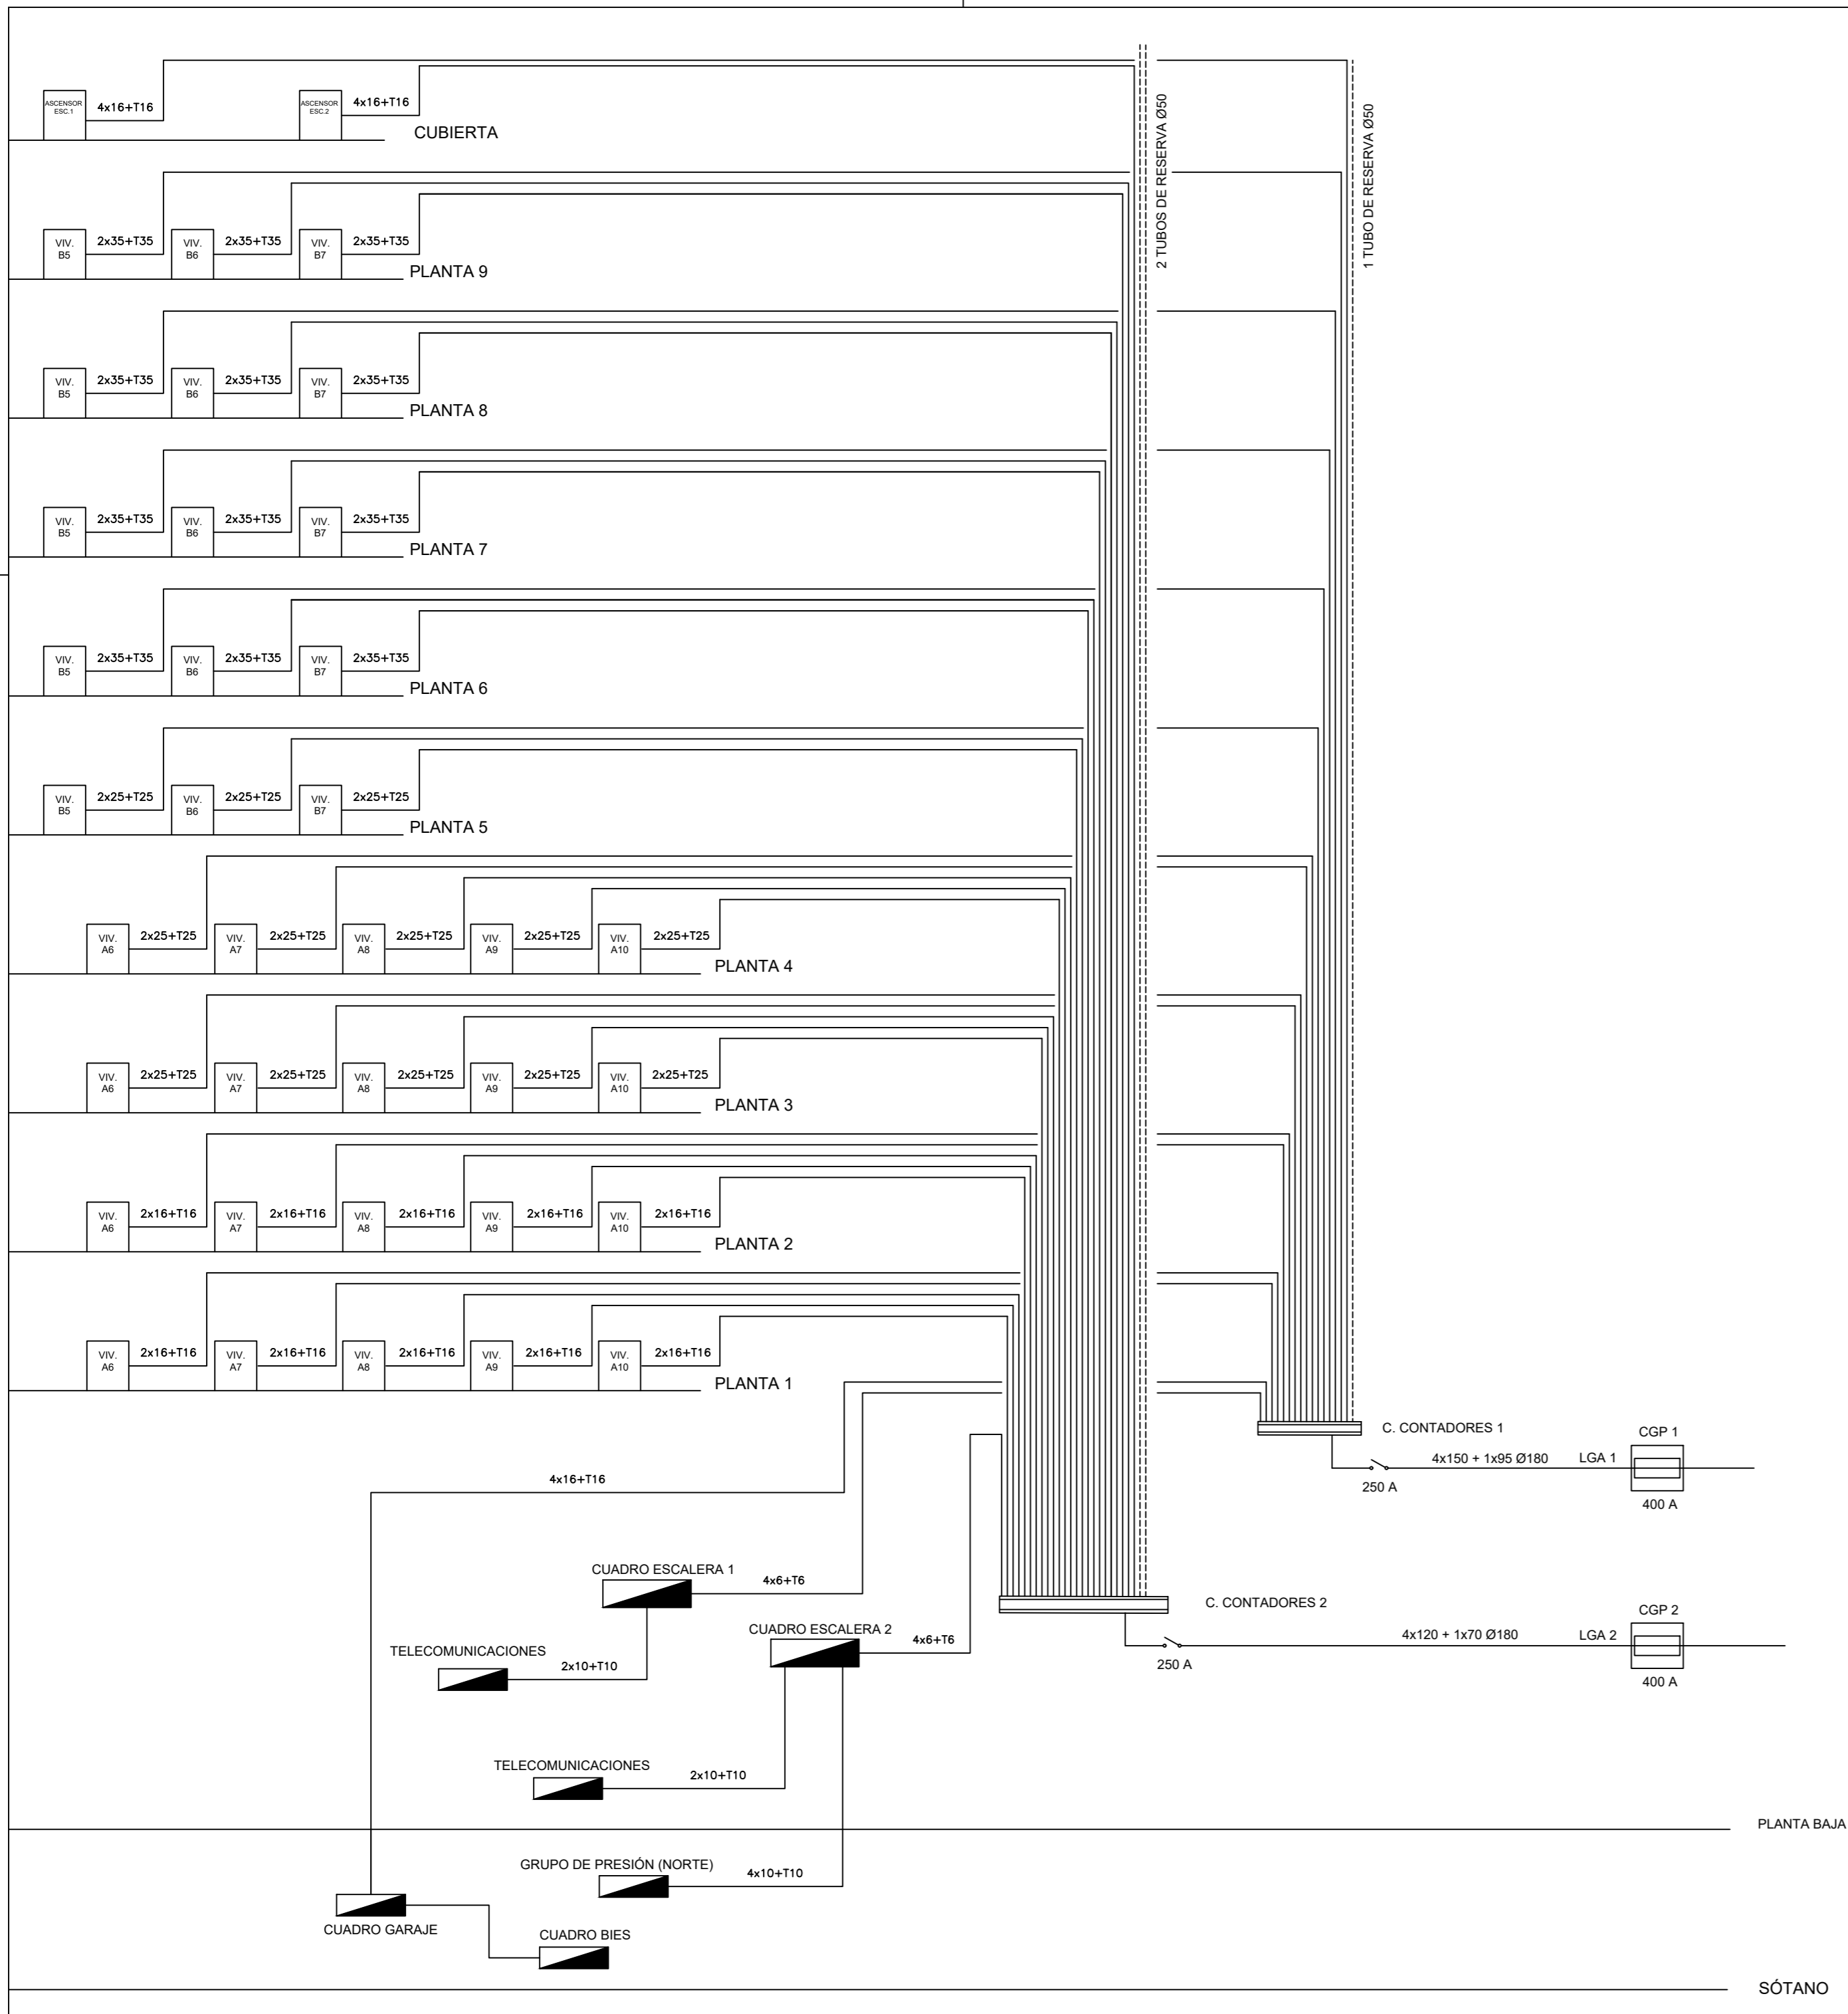 ASCENSOR
ESC.1
4x16+T16
ASCENSOR
ESC.2
4x16+T16
CUBIERTA
2 TUBOS DE RESERVA Ø50
1 TUBO DE RESERVA Ø50
VIV.
B5
2x35+T35
VIV.
B6
2x35+T35
VIV.
B7
2x35+T35
PLANTA 9
VIV.
B5
2x35+T35
VIV.
B6
2x35+T35
VIV.
B7
2x35+T35
PLANTA 8
VIV.
B5
2x35+T35
VIV.
B6
2x35+T35
VIV.
B7
2x35+T35
PLANTA 7
VIV.
B5
2x35+T35
VIV.
B6
2x35+T35
VIV.
B7
2x35+T35
PLANTA 6
VIV.
B5
2x25+T25
VIV.
B6
2x25+T25
VIV.
B7
2x25+T25
PLANTA 5
VIV.
A6
2x25+T25
VIV.
A7
2x25+T25
VIV.
A8
2x25+T25
VIV.
A9
2x25+T25
VIV.
A10
2x25+T25
PLANTA 4
VIV.
A6
2x25+T25
VIV.
A7
2x25+T25
VIV.
A8
2x25+T25
VIV.
A9
2x25+T25
VIV.
A10
2x25+T25
PLANTA 3
VIV.
A6
2x16+T16
VIV.
A7
2x16+T16
VIV.
A8
2x16+T16
VIV.
A9
2x16+T16
VIV.
A10
2x16+T16
PLANTA 2
VIV.
A6
2x16+T16
VIV.
A7
2x16+T16
VIV.
A8
2x16+T16
VIV.
A9
2x16+T16
VIV.
A10
2x16+T16
PLANTA 1
C. CONTADORES 1
CGP 1
4x150 + 1x95 Ø180
LGA 1
250 A
400 A
4x16+T16
CUADRO ESCALERA 1
4x6+T6
C. CONTADORES 2
CGP 2
CUADRO ESCALERA 2
4x6+T6
4x120 + 1x70 Ø180
LGA 2
TELECOMUNICACIONES
2x10+T10
250 A
400 A
TELECOMUNICACIONES
2x10+T10
PLANTA BAJA
GRUPO DE PRESIÓN (NORTE)
4x10+T10
CUADRO GARAJE
CUADRO BIES
SÓTANO